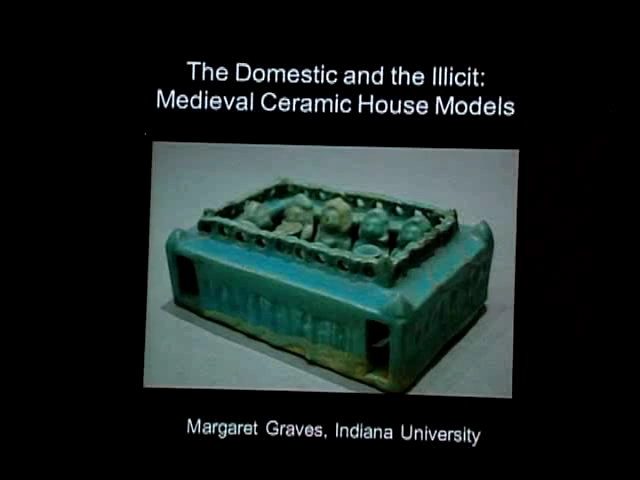 The Domestic and the Illicit:
Medieval Ceramic House Models
Margaret Graves, Indiana University